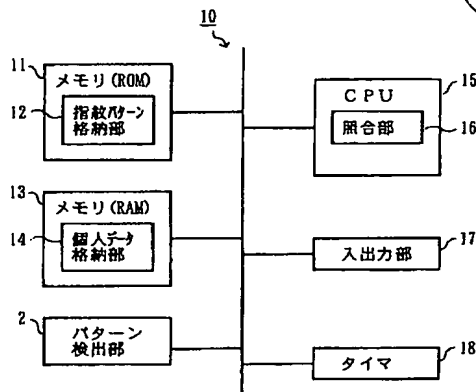 10
11
メモリ(ROM)
12
指紋パターン
格納部
13
メモリ(RAM)
14
個人データ
格納部
2
パターン
検出部
15
CPU
照合部
16
入出力部
17
タイマ
18